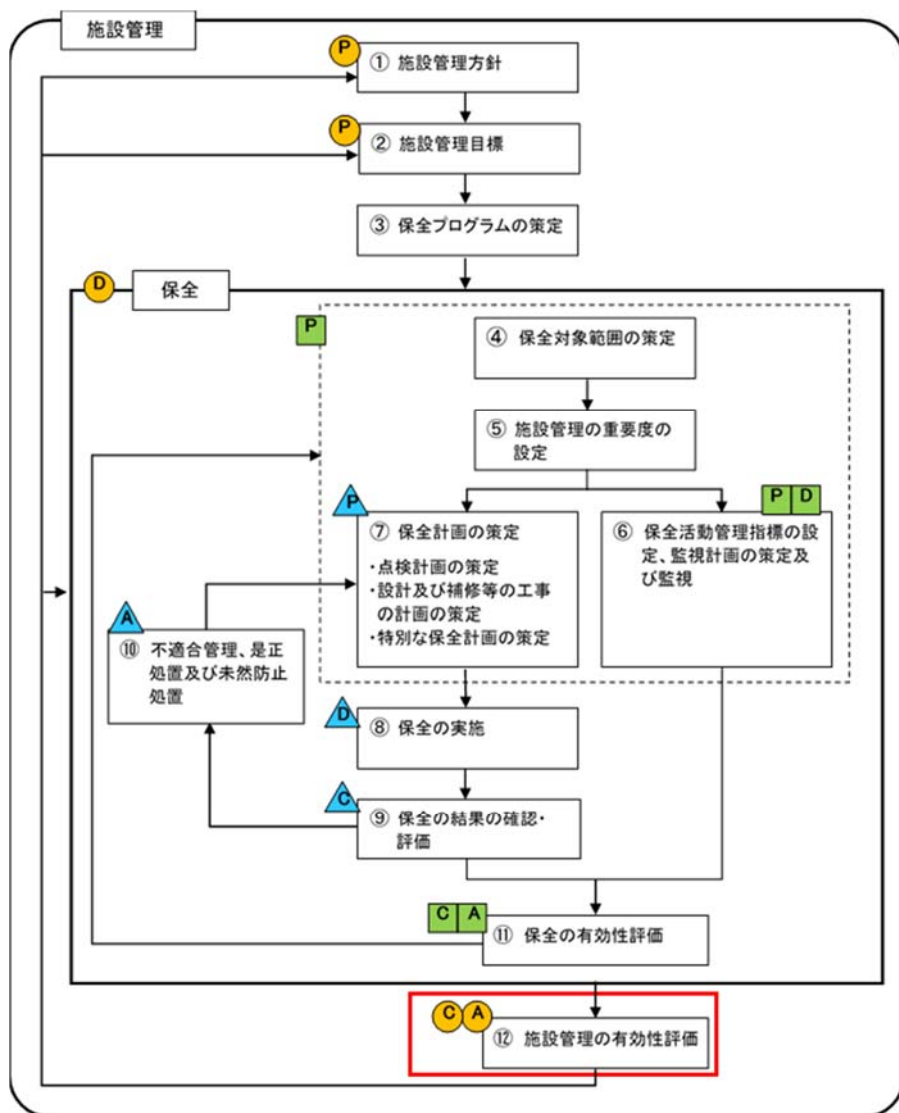 施設管理
P
① 施設管理方針
P
② 施設管理目標
③ 保全プログラムの策定
D
保全
P
④ 保全対象範囲の策定
⑤ 施設管理の重要度の
設定
P
⑦ 保全計画の策定
・点検計画の策定
・設計及び補修等の工事
の計画の策定
・特別な保全計画の策定
P D
⑥ 保全活動管理指標の設
定、監視計画の策定及
び監視
A
⑩ 不適合管理、是正
処置及び未然防止
処置
D
⑧ 保全の実施
C
⑨ 保全の結果の確認・
評価
C A
⑪ 保全の有効性評価
C A
⑫ 施設管理の有効性評価